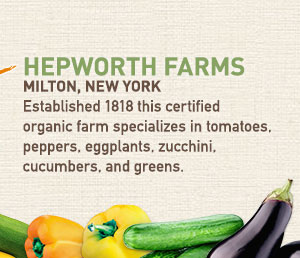 HEPWORTH FARMS
MILTON, NEW YORK
Established 1818 this certified
organic farm specializes in tomatoes,
peppers, eggplants, zucchini,
cucumbers, and greens.